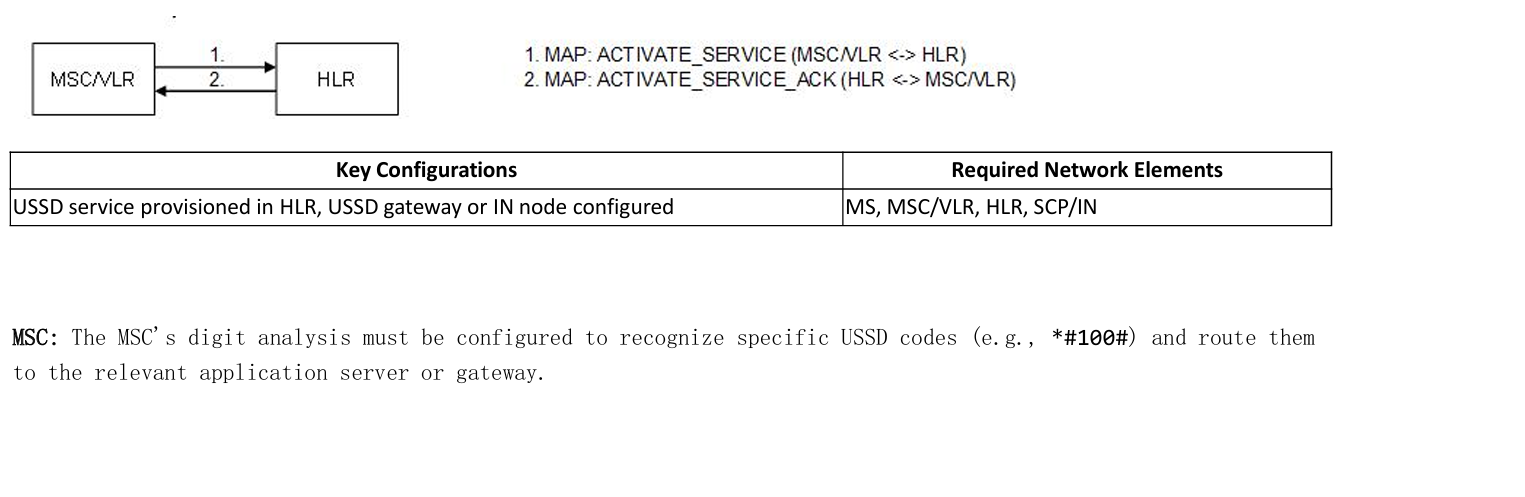 1.
MSC/VLR
2.
HLR
1. MAP: ACTIVATE_SERVICE (MSC/VLR <-> HLR)
2. MAP: ACTIVATE_SERVICE_ACK (HLR <-> MSC/VLR)
Key Configurations Required Network Elements
USSD service provisioned in HLR, USSD gateway or IN node configured MS, MSC/VLR, HLR, SCP/IN
MSC: The MSC's digit analysis must be configured to recognize specific USSD codes (e.g., *#100#) and route them
to the relevant application server or gateway.